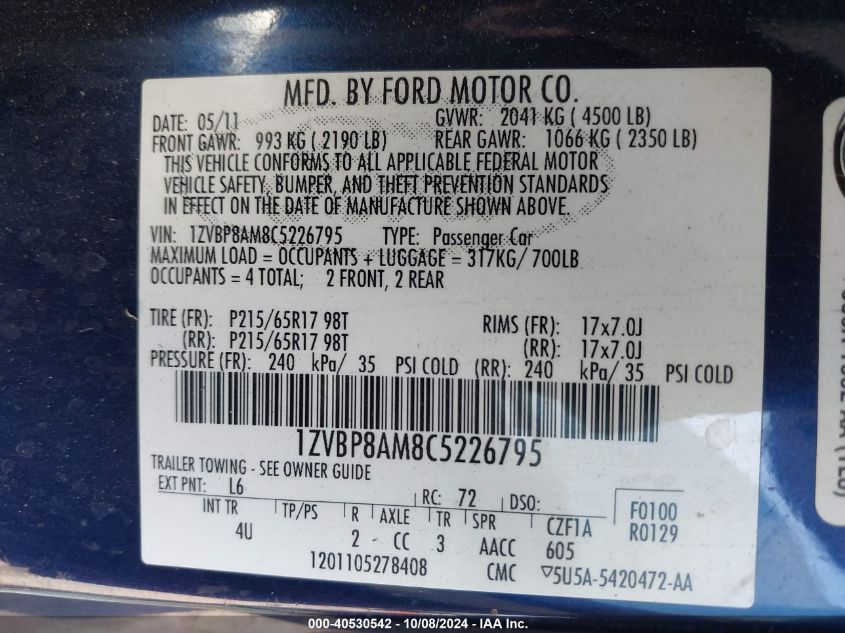 MFD. BY FORD MOTOR CO.
DATE: 05/11 GVWR: 2041 KG ( 4500 LB)
FRONT GAWR: 993 KG ( 2190 LB) REAR GAWR: 1066 KG ( 2350 LB)
THIS VEHICLE CONFORMS TO ALL APPLICABLE FEDERAL MOTOR
VEHICLE SAFETY, BUMPER, AND THEFT PREVENTION STANDARDS
IN EFFECT ON THE DATE OF MANUFACTURE SHOWN ABOVE.
VIN: 1ZVBP8AM8C5226795 TYPE: Passenger Car
MAXIMUM LOAD = OCCUPANTS + LUGGAGE = 317KG/ 700LB
OCCUPANTS = 4 TOTAL; 2 FRONT, 2 REAR
TIRE (FR): P215/65R17 98T RIMS (FR): 17x7.0J
(RR): P215/65R17 98T (RR): 17x7.0J
PRESSURE (FR): 240 kPa/ 35 PSI COLD (RR): 240 kPa/ 35 PSI COLD
1ZVBP8AM8C5226795
TRAILER TOWING - SEE OWNER GUIDE
EXT PNT: L6 RC: 72 DSO: F0100
INT TR TP/PS R AXLE TR SPR CZF1A R0129
4U 2 - CC 3 AACC 605
1201105278408 CMC ▽5U5A-5420472-AA
000-40530542 - 10/08/2024 - IAAI Inc.